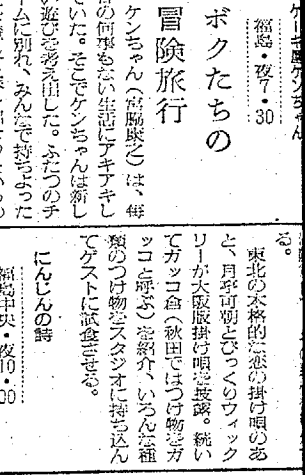 ケーキ屋ケンちゃん
福島・夜7・30
ボクたちの
冒険旅行
ケンちゃん(宮脇康之)は、毎
日の何事もない生活にアキアキし
ていた。そこでケンちゃんは新し
い遊びを考え出した。ふたつのチ
ームに別れ、みんなで持ちよった
る。
東北の本格的な恋の掛け唄のあ
と、月亭可朝とびっくりウィック
リーが大阪版掛け唄を披露。続い
てガッコ倉(秋田ではつけ物をガ
ッコと呼ぶ)を紹介、いろんな種
類のつけ物をスタジオに持ち込ん
でゲストに試食させる。
にんじんの詩
福島中央・夜10・00